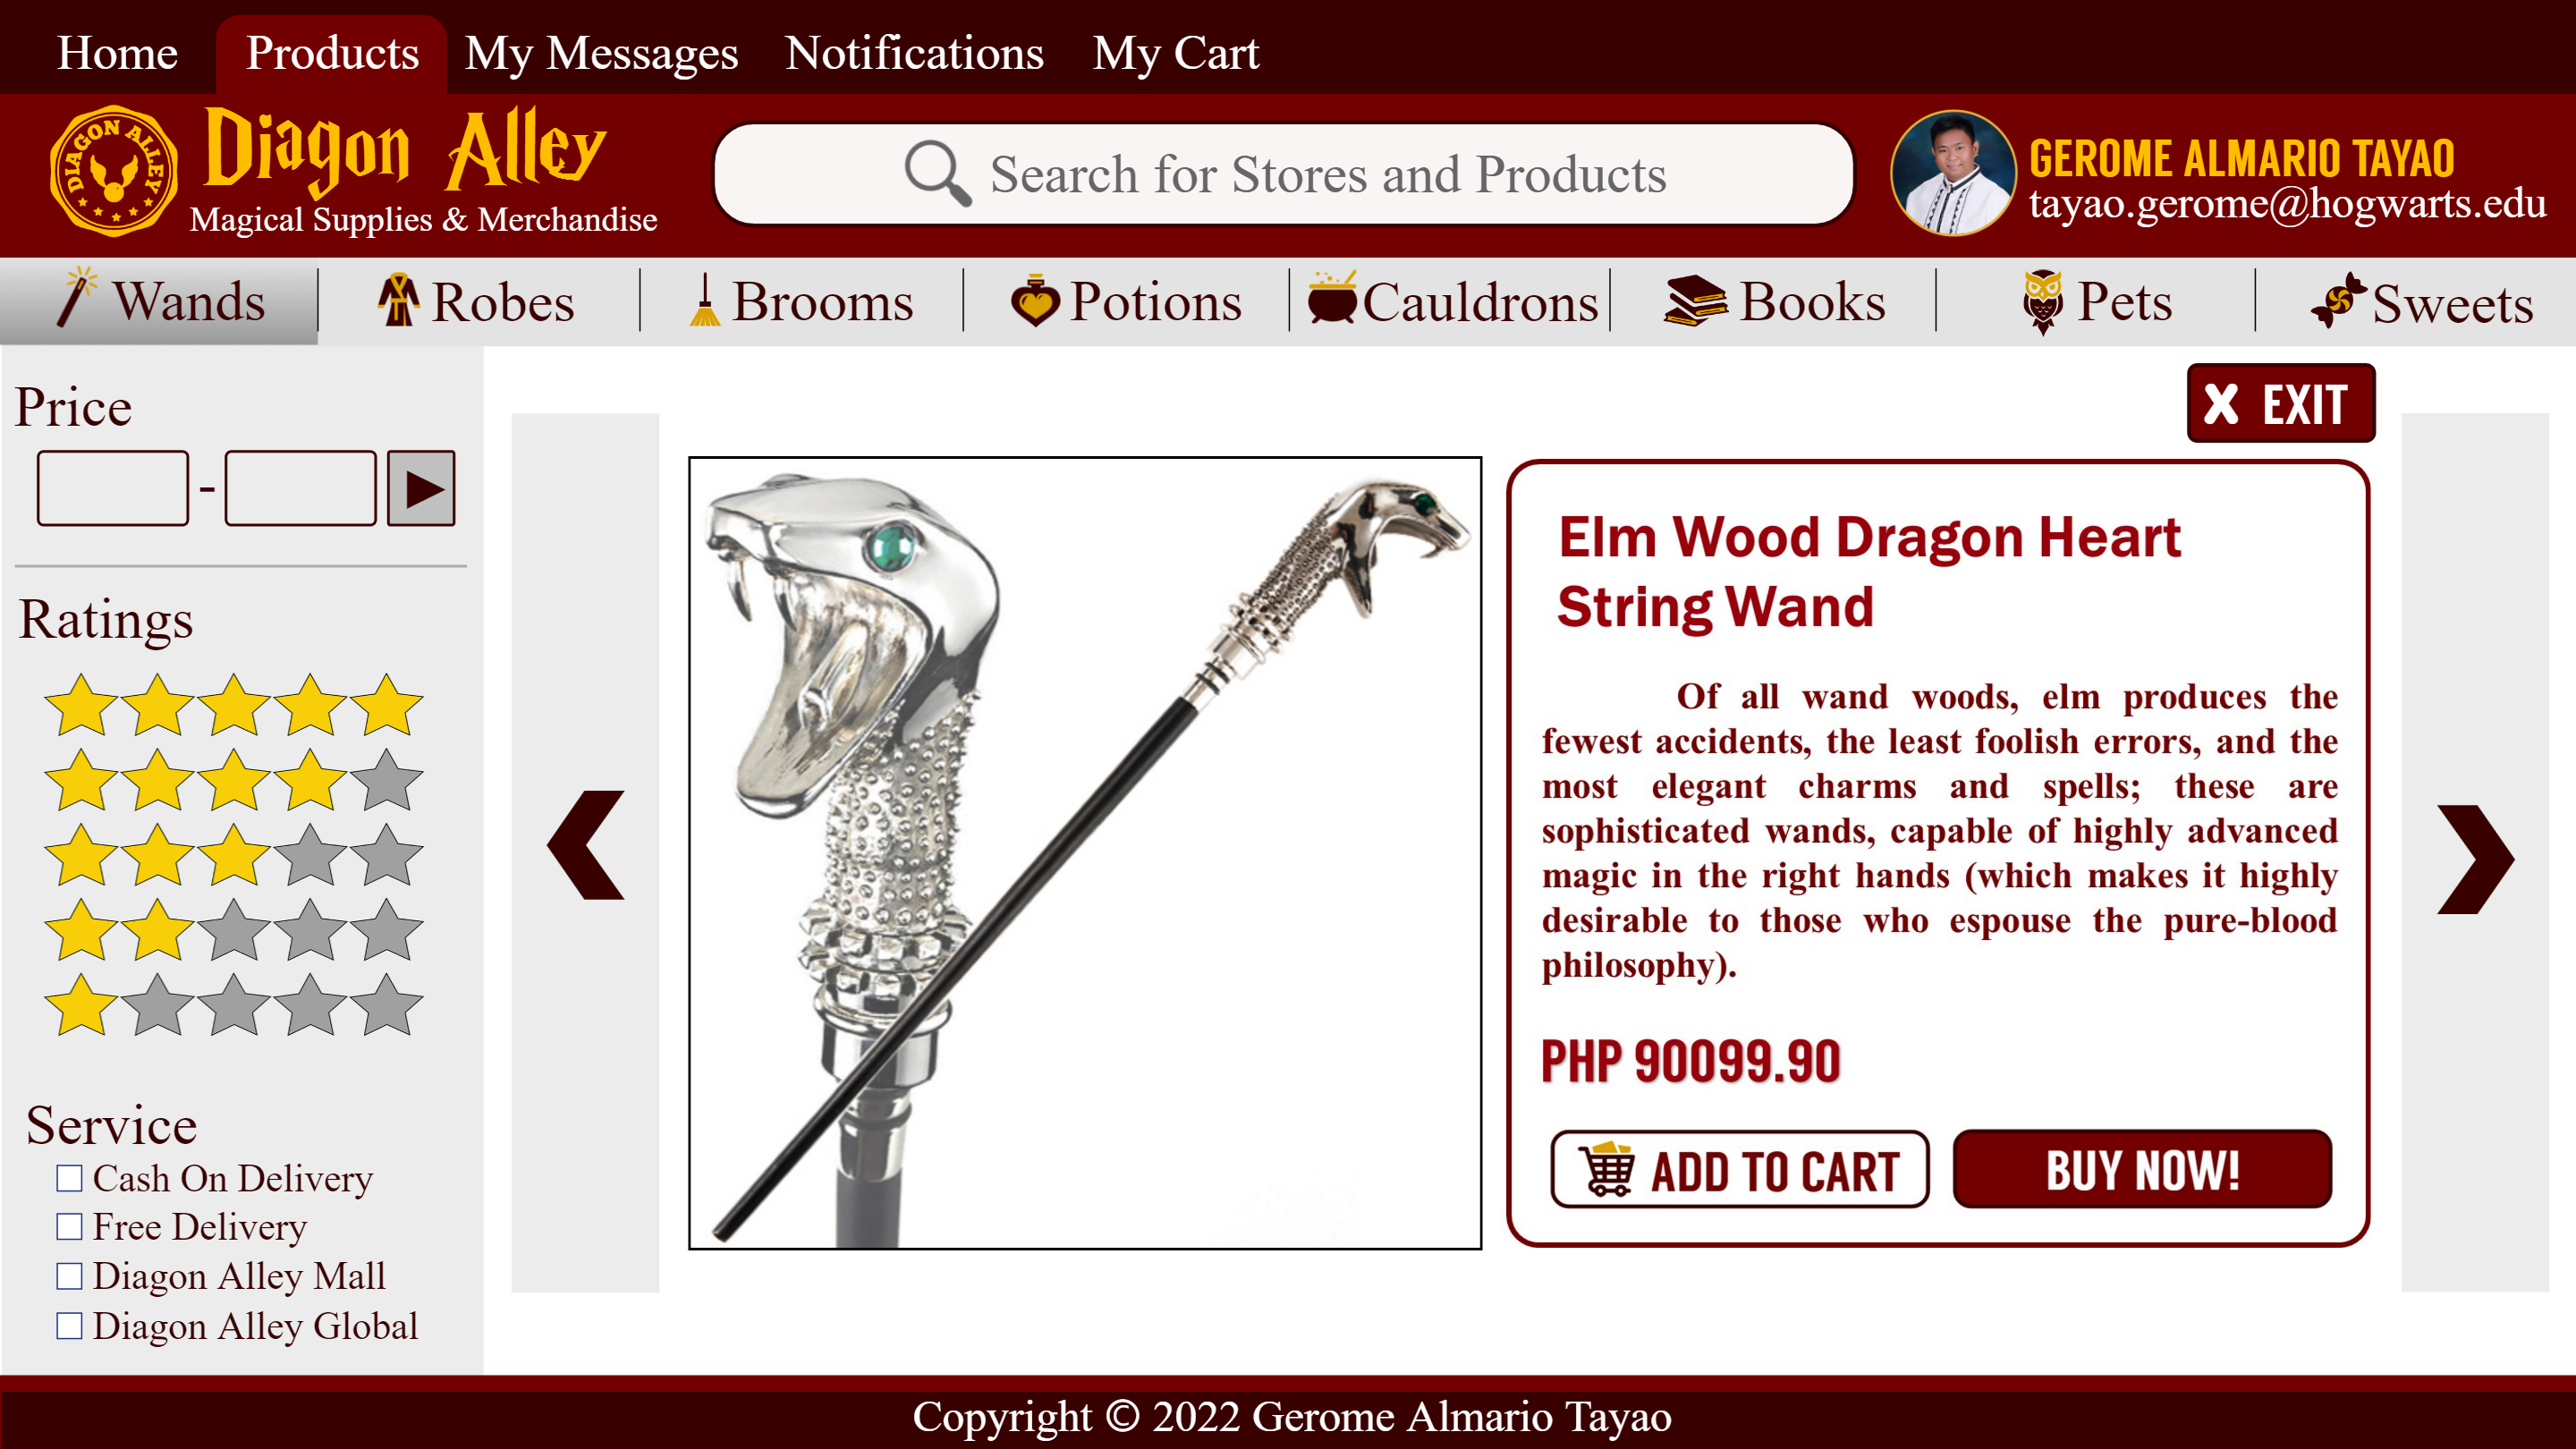 Home Products My Messages Notifications My Cart
DIAGON ALLEY
Diagon Alley
Magical Supplies & Merchandise
Search for Stores and Products
GEROME ALMARIO TAYAO
tayao.gerome@hogwarts.edu
Wands Robes Brooms Potions Cauldrons Books Pets Sweets
Price
-
Ratings
Service
Cash On Delivery
Free Delivery
Diagon Alley Mall
Diagon Alley Global
X EXIT
Elm Wood Dragon Heart
String Wand
Of all wand woods, elm produces the
fewest accidents, the least foolish errors, and the
most elegant charms and spells; these are
sophisticated wands, capable of highly advanced
magic in the right hands (which makes it highly
desirable to those who espouse the pure-blood
philosophy).
PHP 90099.90
ADD TO CART
BUY NOW!
Copyright © 2022 Gerome Almario Tayao